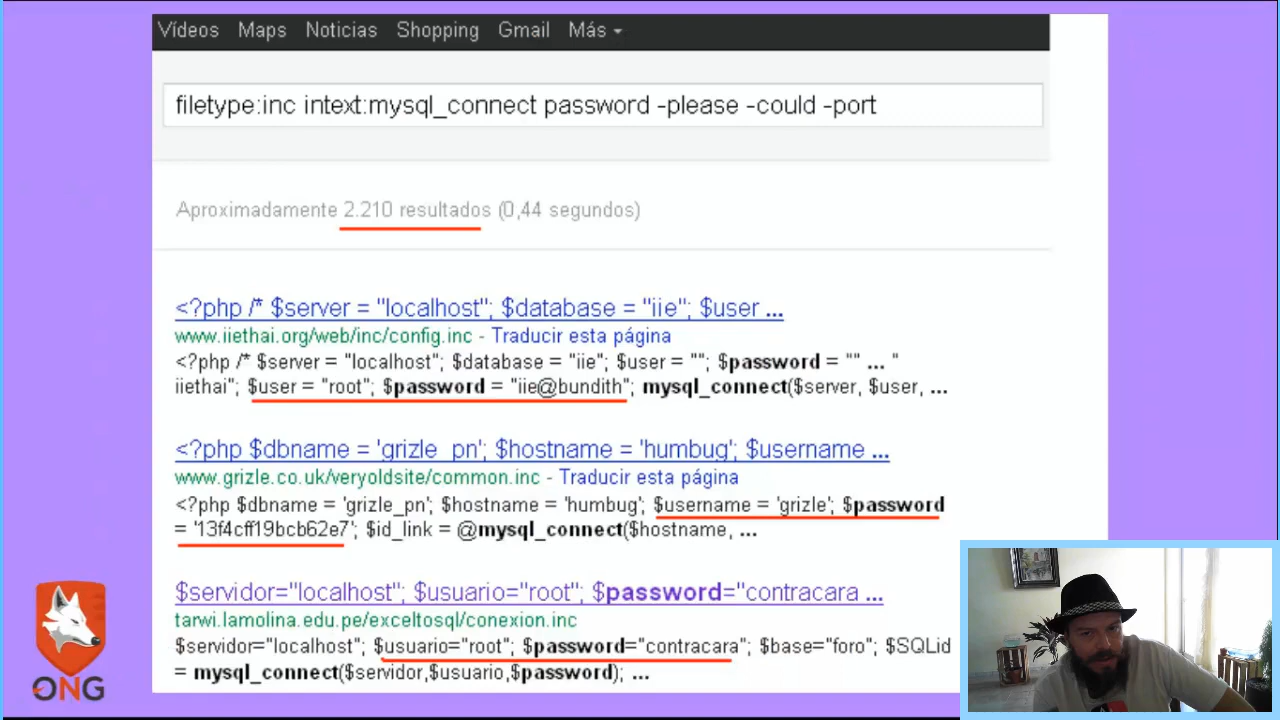 Vídeos Maps Noticias Shopping Gmail Más
filetype:inc intext:mysql_connect password -please -could -port
Aproximadamente 2.210 resultados (0,44 segundos)
<?php /* $server = "localhost"; $database = "iie"; $user ...
www.iiethai.org/web/inc/config.inc - Traducir esta página
<?php /* $server = "localhost"; $database = "iie"; $user = ""; $password = "" ... "
iiethai"; $user = "root"; $password = "iie@bundith"; mysql_connect($server, $user, ...
<?php $dbname = 'grizle_pn'; $hostname = 'humbug'; $username ...
www.grizle.co.uk/veryoldsite/common.inc - Traducir esta página
<?php $dbname = 'grizle_pn'; $hostname = 'humbug'; $username = 'grizle'; $password
= '13f4cff19bcb62e7'; $id_link = @mysql_connect($hostname, ...
$servidor="localhost"; $usuario="root"; $password="contracara ...
tarwi.lamolina.edu.pe/exceltosql/conexion.inc
$servidor="localhost"; $usuario="root"; $password="contracara"; $base="foro"; $SQLid
= mysql_connect($servidor,$usuario,$password); ...
ONG